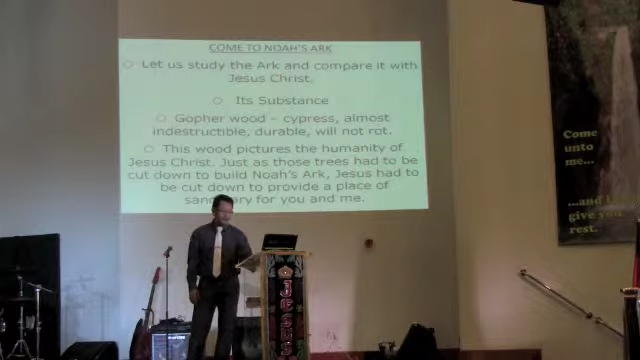 COME TO NOAH'S ARK
Let us study the Ark and compare it with
Jesus Christ.
Its Substance
Gopher wood - cypress, almost
indestructible, durable, will not rot.
This wood pictures the humanity of
Jesus Christ. Just as those trees had to be
cut down to build Noah's Ark, Jesus had to
be cut down to provide a place of
for you and me.
Come
unto
me...
...and I
give you
rest.
JESUS